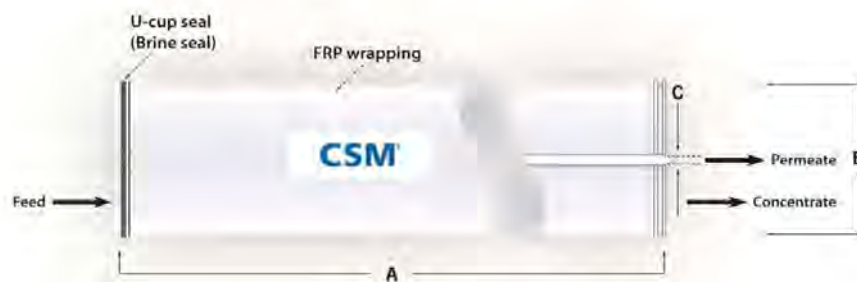 U-cup seal
(Brine seal)
FRP wrapping
C
CSM
Permeate
Feed
Concentrate
A